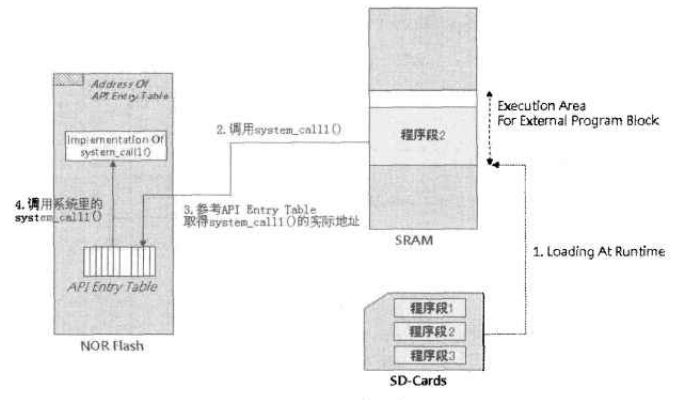 Address Of
API Entry Table
Implementation Of
system_call1()
4.调用系统里的
system_call1()
API Entry Table
NOR Flash
2.调用system_call1()
3.参考API Entry Table
取得system_call1()的实际地址
程序段2
SRAM
Execution Area
For External Program Block
1. Loading At Runtime
程序段1
程序段2
程序段3
SD-Cards